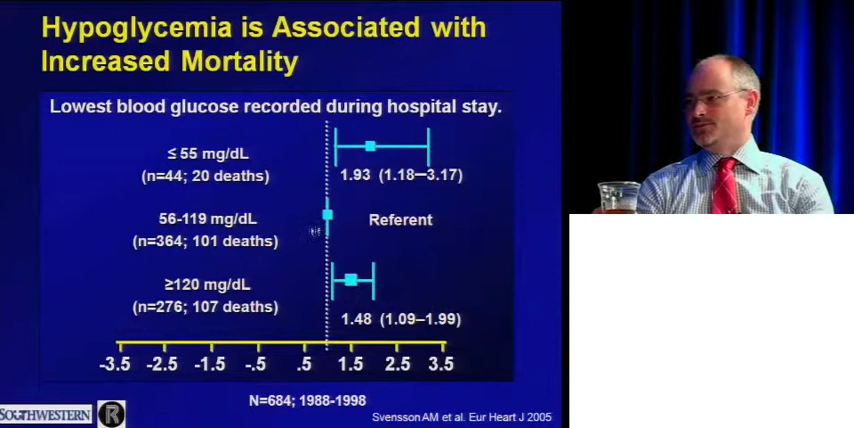 Hypoglycemia is Associated with
Increased Mortality
Lowest blood glucose recorded during hospital stay.
≤ 55 mg/dL
(n=44; 20 deaths)
1.93 (1.18–3.17)
56-119 mg/dL
(n=364; 101 deaths)
Referent
≥120 mg/dL
(n=276; 107 deaths)
1.48 (1.09–1.99)
-3.5 -2.5 -1.5 -.5 .5 1.5 2.5 3.5
N=684; 1988-1998
SOUTHWESTERN
R
Svensson AM et al. Eur Heart J 2005